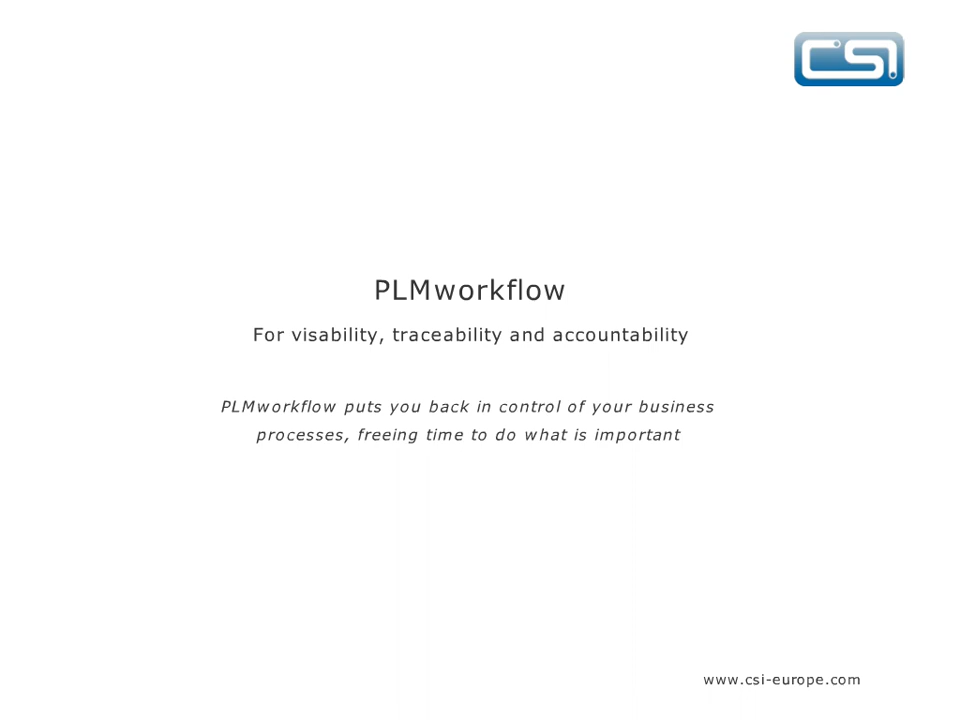 CSI
PLMworkflow
For visability, traceability and accountability
PLMworkflow puts you back in control of your business
processes, freeing time to do what is important
www.csi-europe.com